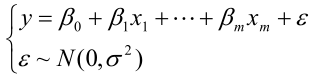 y = β₀ + β₁x₁ + ⋯ + βₘxₘ + ε
ε ~ N(0, σ²)